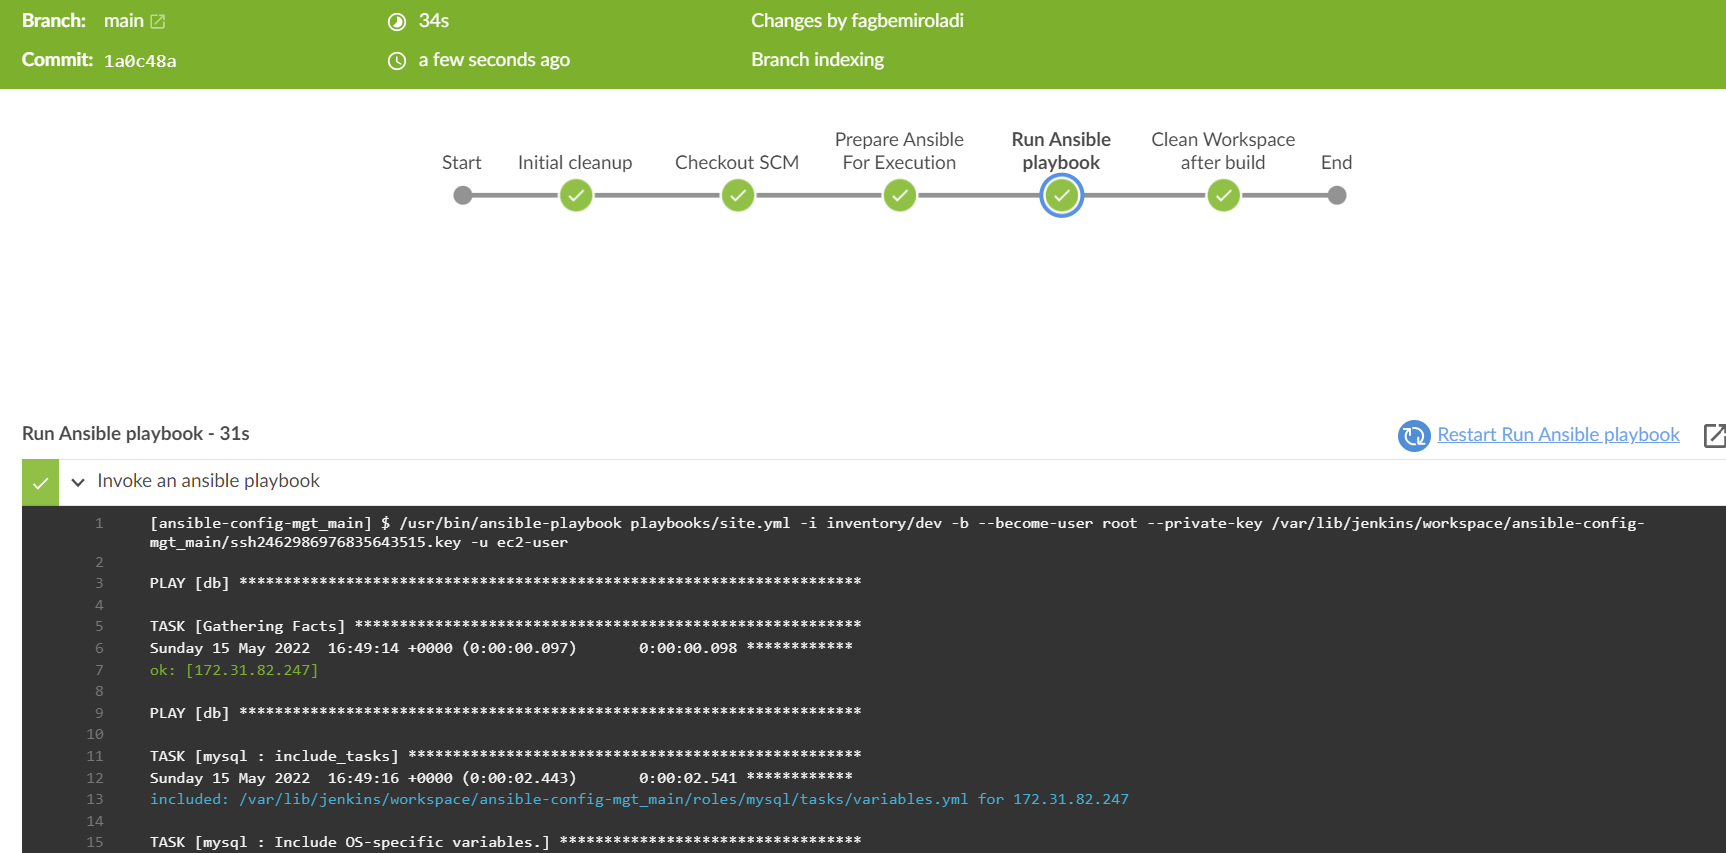 Branch: main 34s Changes by fagbemiroladi
Commit: 1a0c48a a few seconds ago Branch indexing
Start Initial cleanup Checkout SCM Prepare Ansible For Execution Run Ansible playbook Clean Workspace after build End
Run Ansible playbook - 31s Restart Run Ansible playbook
Invoke an ansible playbook
1 [ansible-config-mgt_main] $ /usr/bin/ansible-playbook playbooks/site.yml -i inventory/dev -b --become-user root --private-key /var/lib/jenkins/workspace/ansible-config-
mgt_main/ssh2462986976835643515.key -u ec2-user
2
3 PLAY [db] **********************************************************************
4
5 TASK [Gathering Facts] *********************************************************
6 Sunday 15 May 2022  16:49:14 +0000 (0:00:00.097)       0:00:00.098 ************
7 ok: [172.31.82.247]
8
9 PLAY [db] **********************************************************************
10
11 TASK [mysql : include_tasks] ***************************************************
12 Sunday 15 May 2022  16:49:16 +0000 (0:00:02.443)       0:00:02.541 ************
13 included: /var/lib/jenkins/workspace/ansible-config-mgt_main/roles/mysql/tasks/variables.yml for 172.31.82.247
14
15 TASK [mysql : Include OS-specific variables.] **********************************